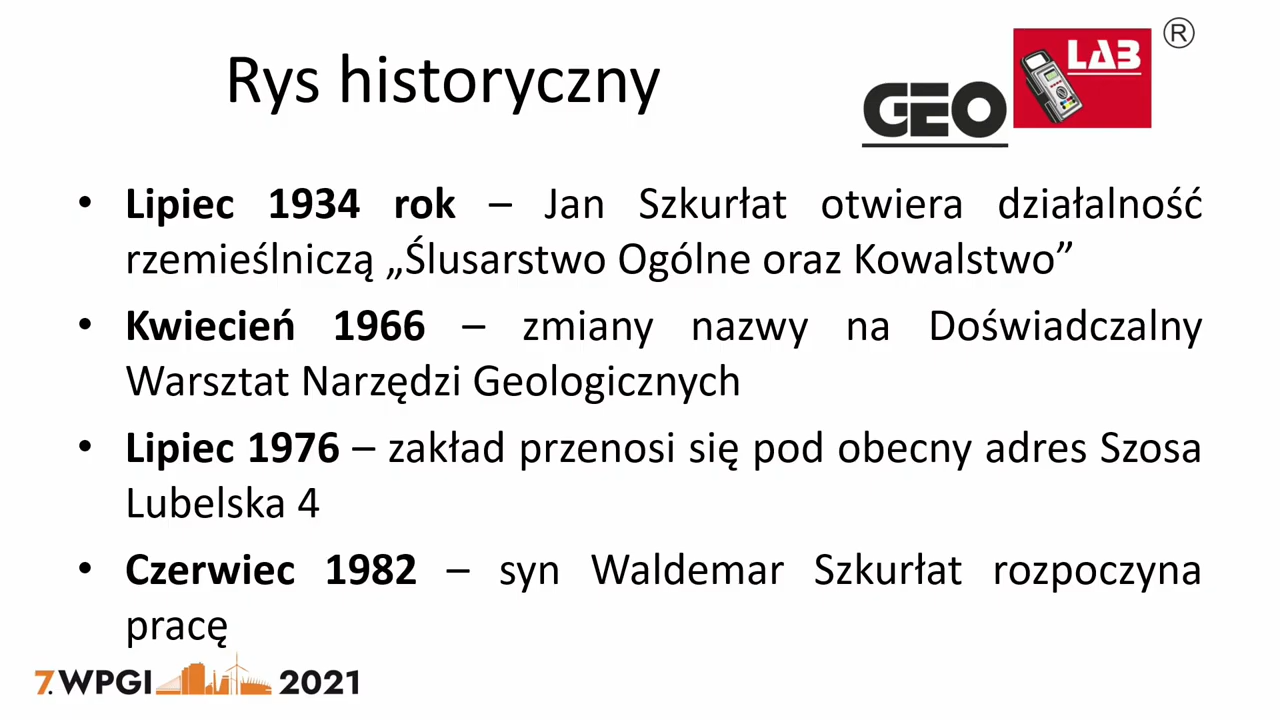 Rys historyczny
GEO
LAB
®
• Lipiec 1934 rok – Jan Szkurłat otwiera działalność
rzemieślniczą „Ślusarstwo Ogólne oraz Kowalstwo”
• Kwiecień 1966 – zmiany nazwy na Doświadczalny
Warsztat Narzędzi Geologicznych
• Lipiec 1976 – zakład przenosi się pod obecny adres Szosa
Lubelska 4
• Czerwiec 1982 – syn Waldemar Szkurłat rozpoczyna
pracę
7. WPGI 2021